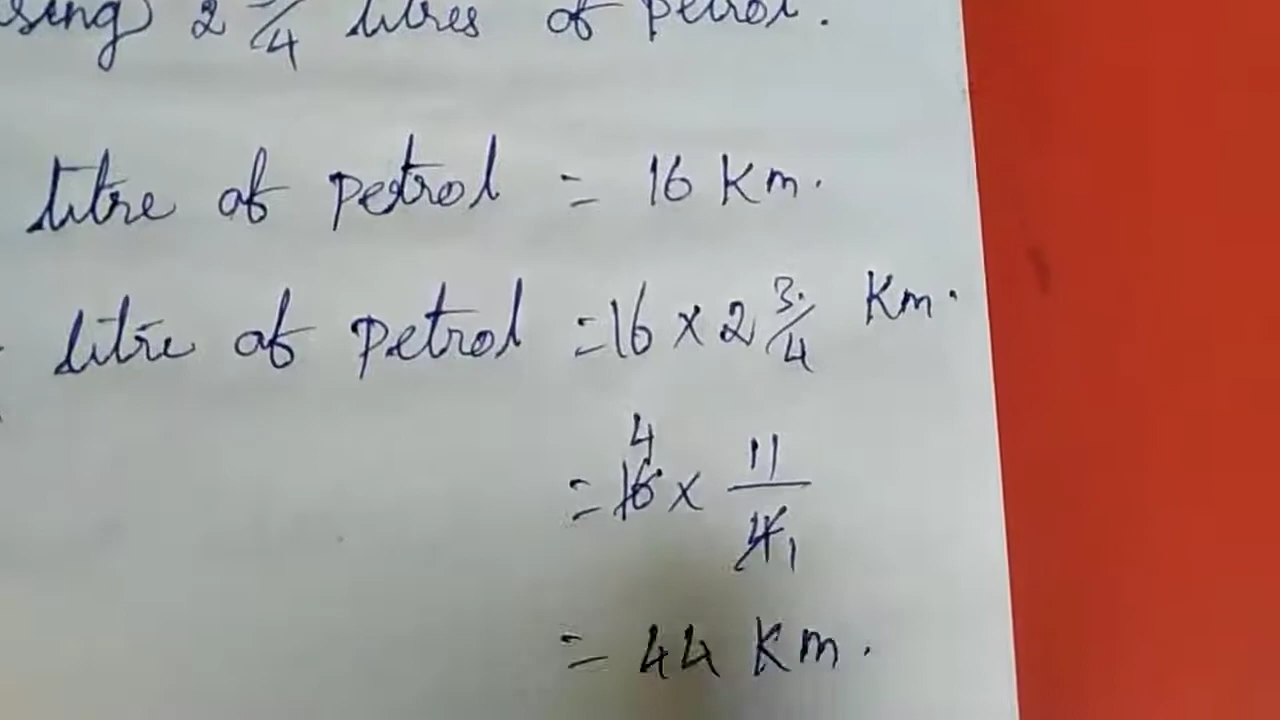 sing 2 3/4 litres of petrol.
litre of petrol = 16 Km.
litre of petrol = 16 × 2 3/4 Km.
4
= 16 × 11/4 1
= 44 Km.